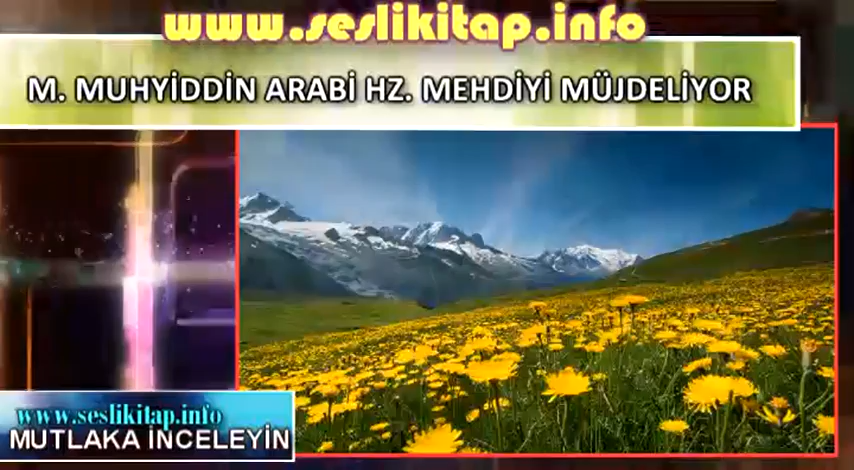 www.seslikitap.info
M. MUHYİDDİN ARABİ HZ. MEHDİYİ MÜJDELİYOR
www.seslikitap.info
MUTLAKA İNCELEYİN